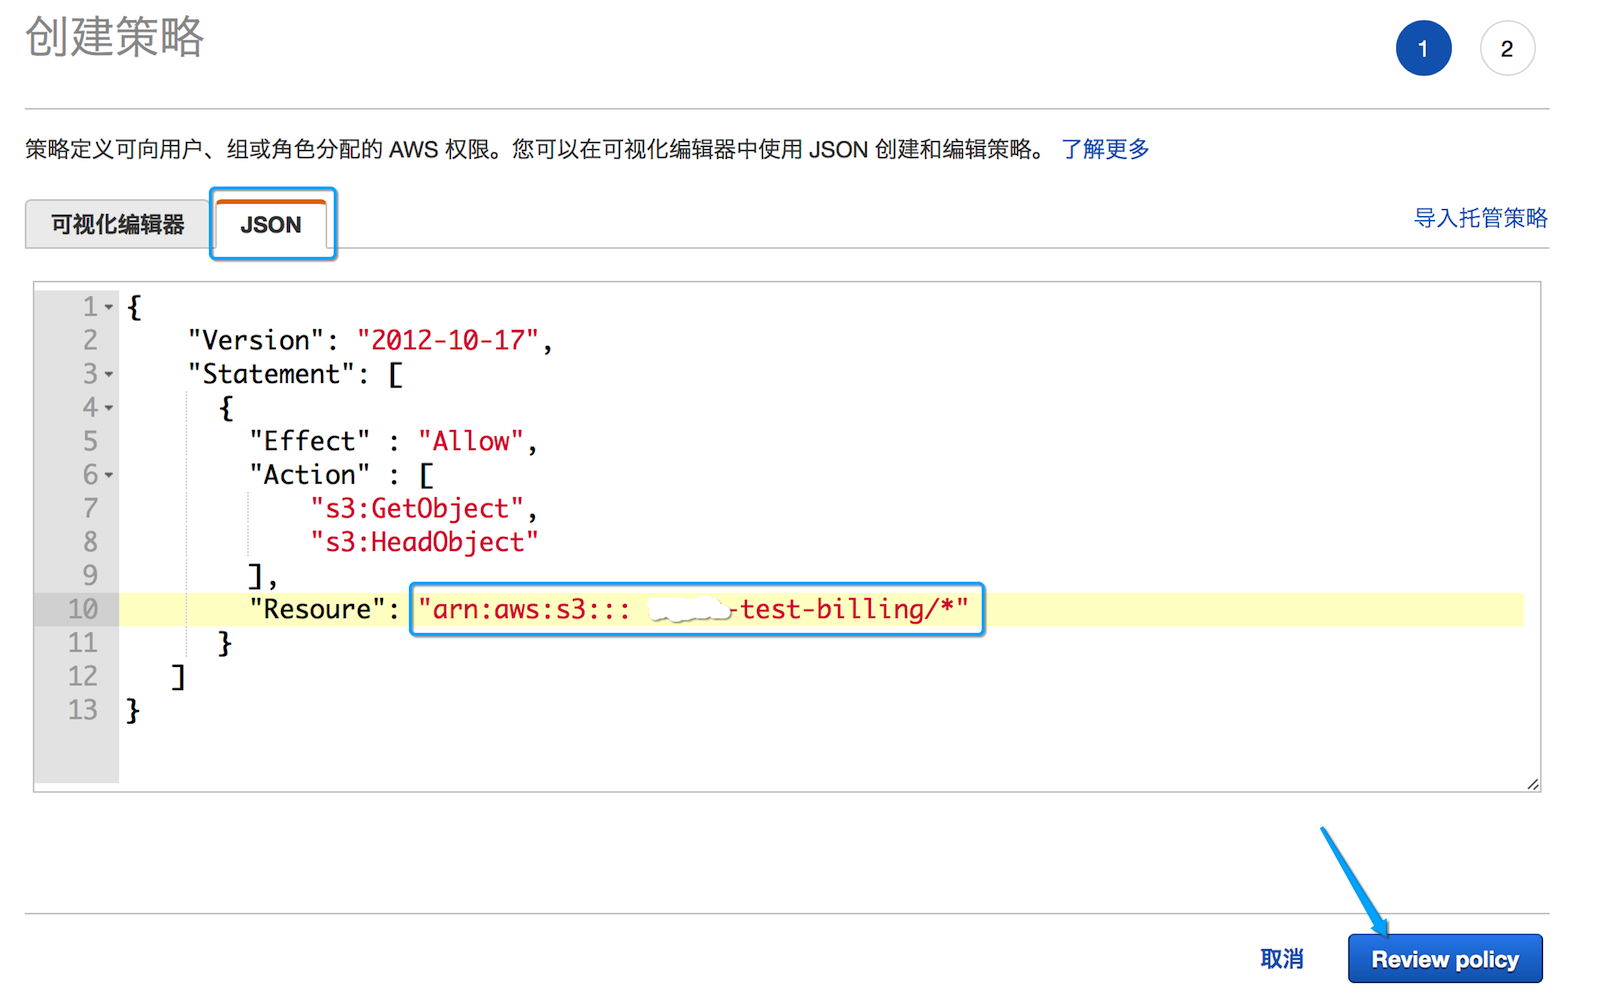 创建策略
1 2
策略定义可向用户、组或角色分配的 AWS 权限。您可以在可视化编辑器中使用 JSON 创建和编辑策略。 了解更多
可视化编辑器 JSON 导入托管策略
1 {
2 "Version": "2012-10-17",
3 "Statement": [
4 {
5 "Effect" : "Allow",
6 "Action" : [
7 "s3:GetObject",
8 "s3:HeadObject"
9 ],
10 "Resoure": "arn:aws:s3::: -test-billing/*"
11 }
12 ]
13 }
取消 Review policy